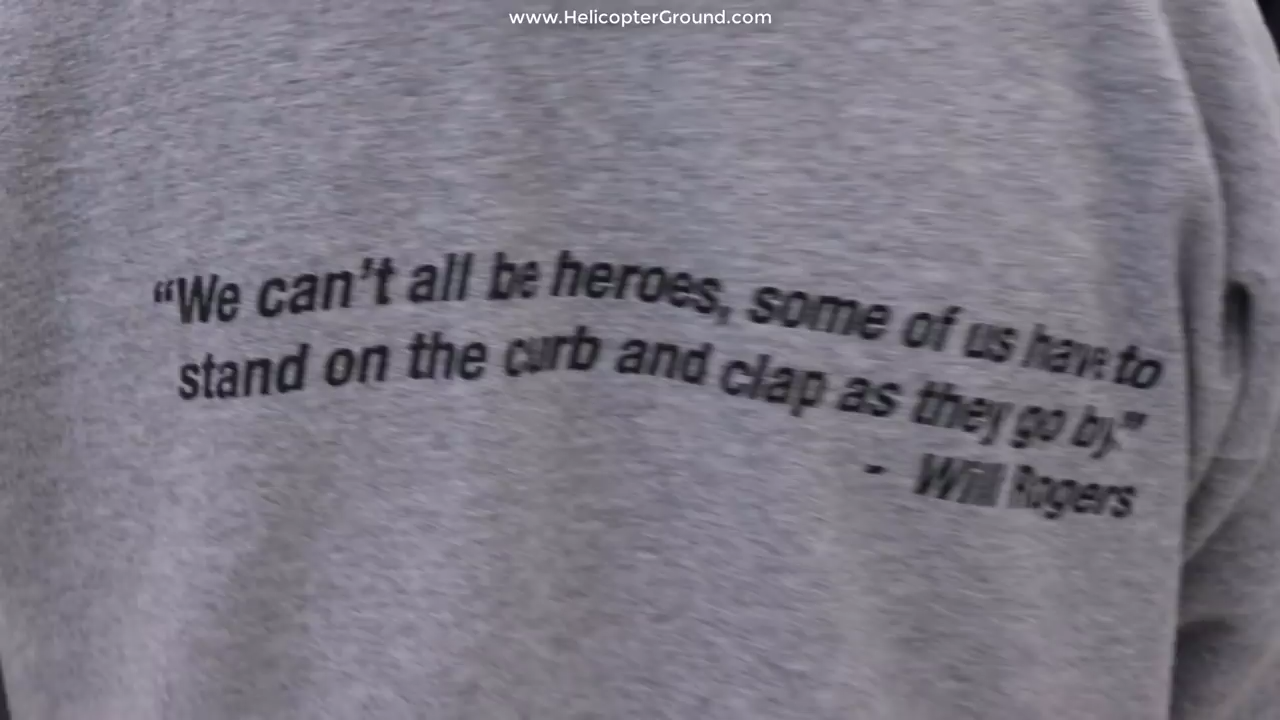 www.HelicopterGround.com
“We can’t all be heroes, some of us have to
stand on the curb and clap as they go by.”
- Will Rogers